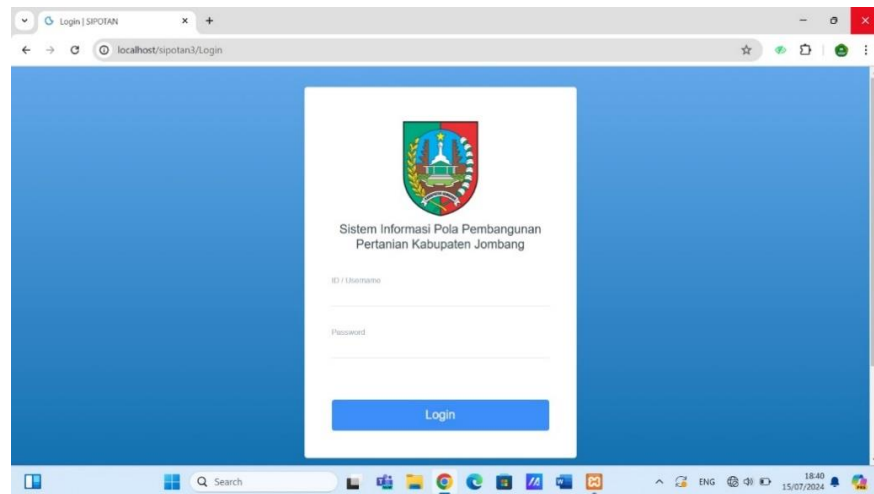 Login | SIPOTAN
localhost/sipotan3/Login
Sistem Informasi Pola Pembangunan
Pertanian Kabupaten Jombang
ID / Username
Password
Login
Search
ENG
18:40
15/07/2024